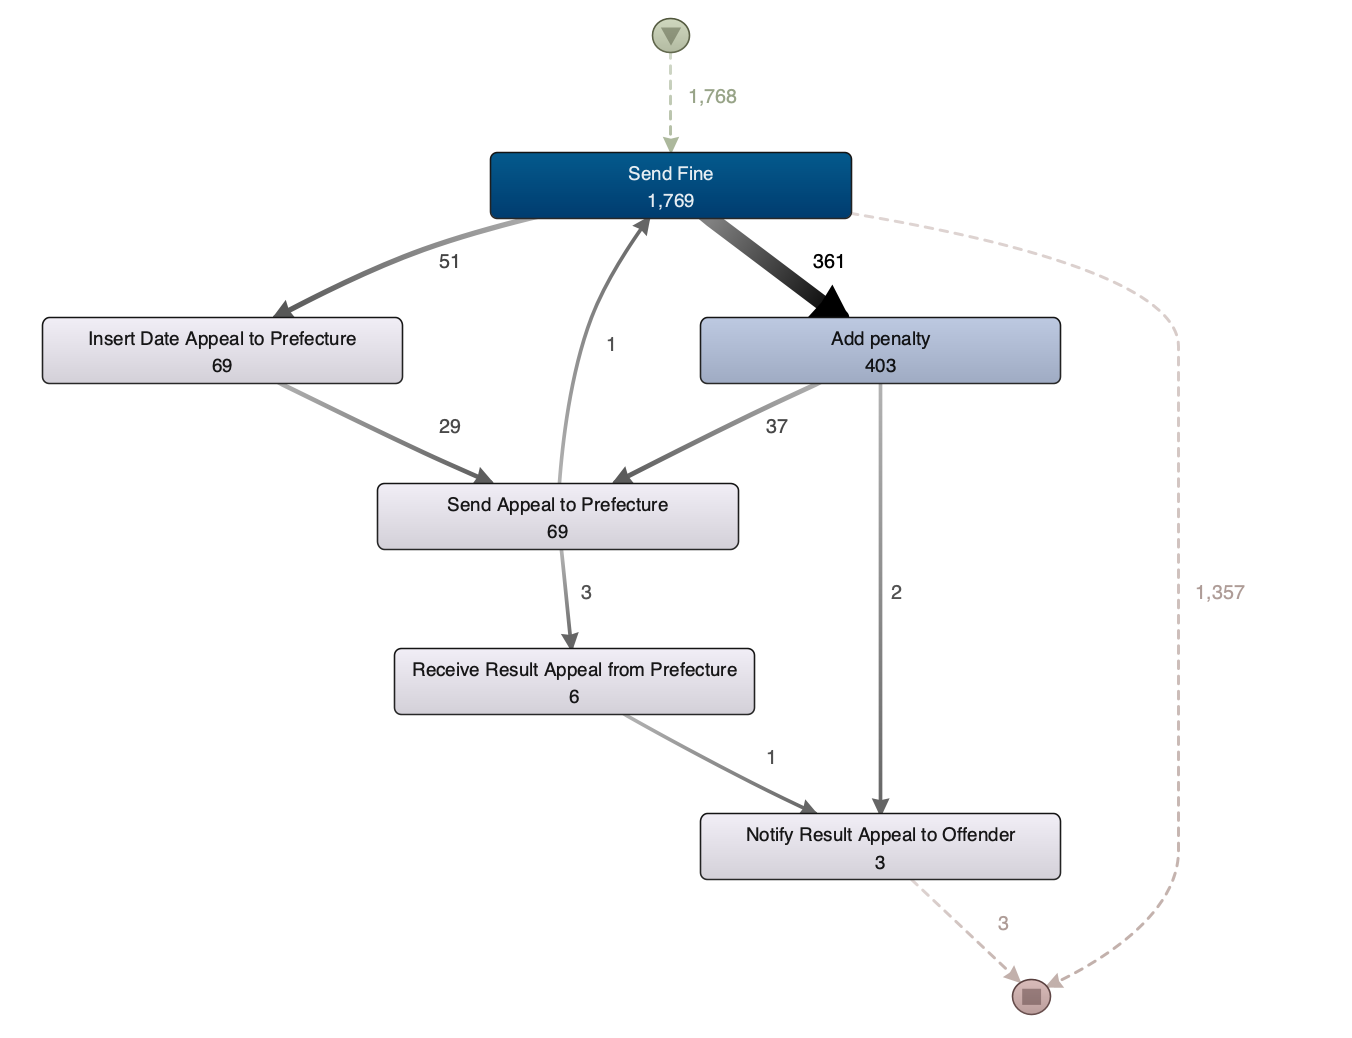 1,768
Send Fine
1,769
51
361
Insert Date Appeal to Prefecture
69
1
Add penalty
403
29
37
Send Appeal to Prefecture
69
3
2
1,357
Receive Result Appeal from Prefecture
6
1
Notify Result Appeal to Offender
3
3